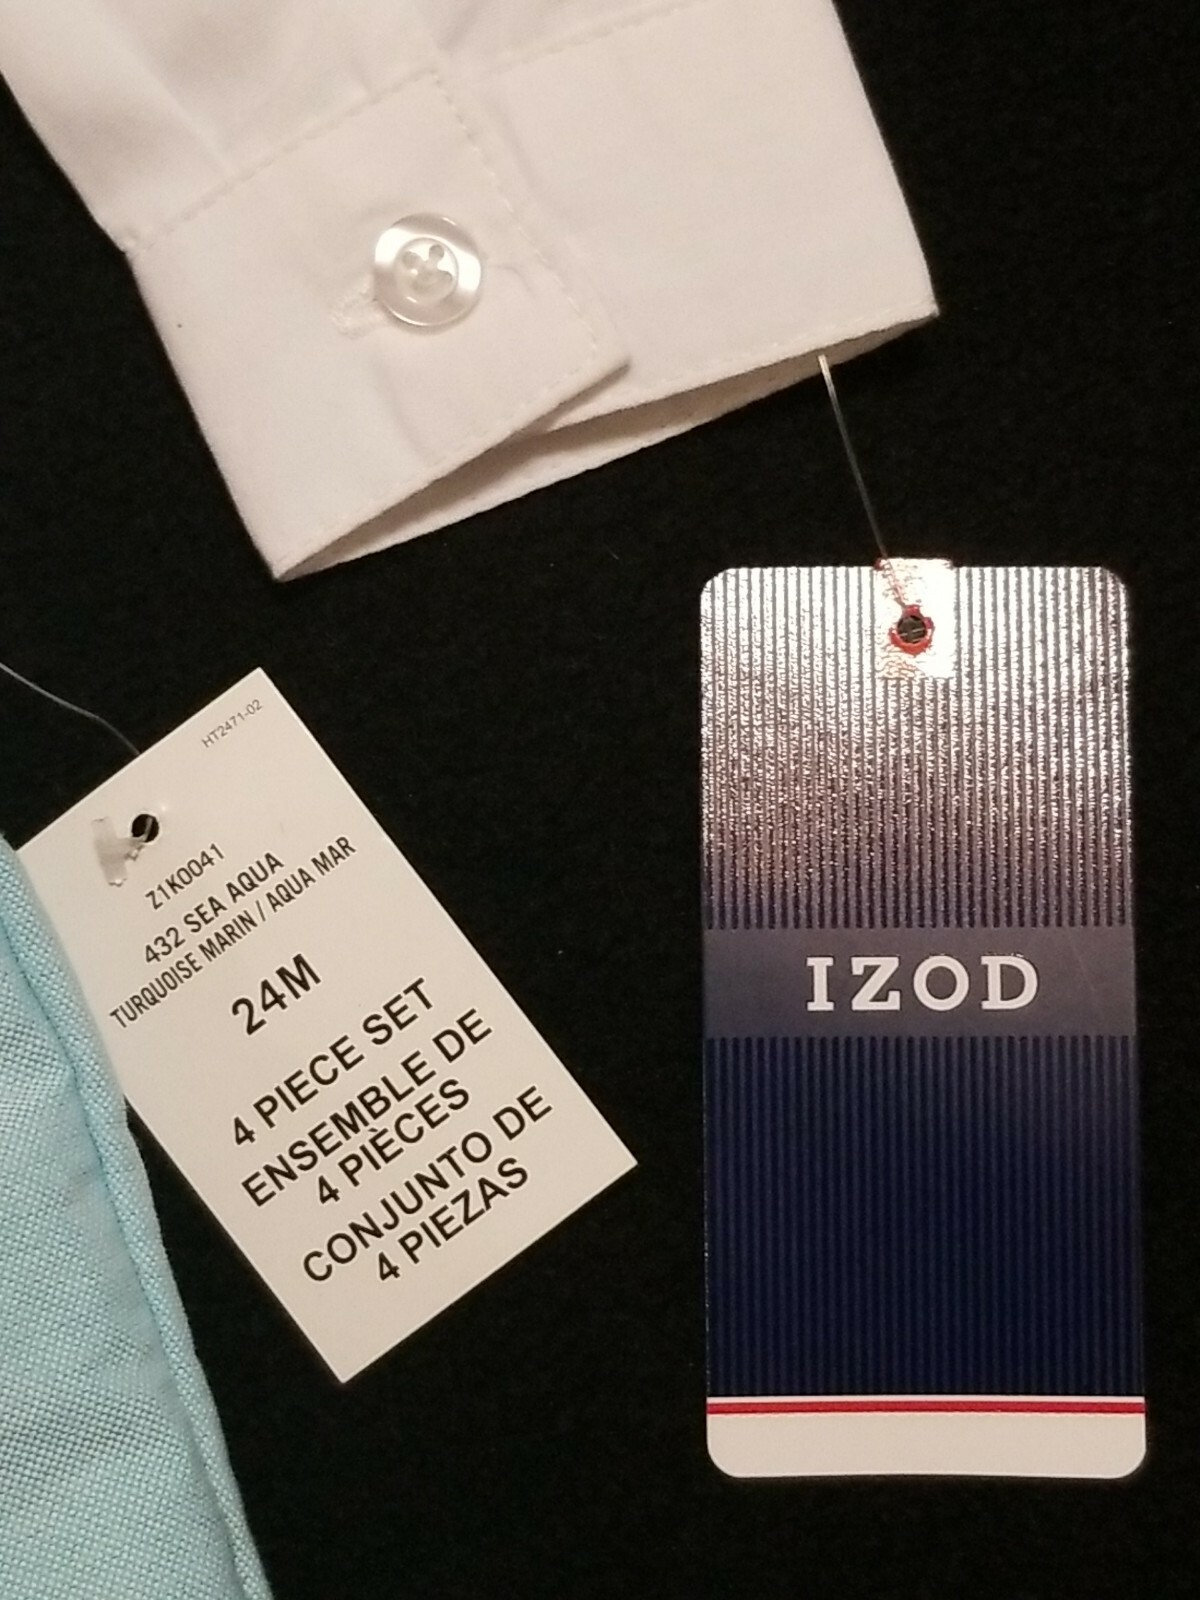 HT2471-02
Z1K0041
432 SEA AQUA
TURQUOISE MARIN / AQUA MAR
24M
4 PIECE SET
ENSEMBLE DE
4 PIÈCES
CONJUNTO DE
4 PIEZAS
IZOD